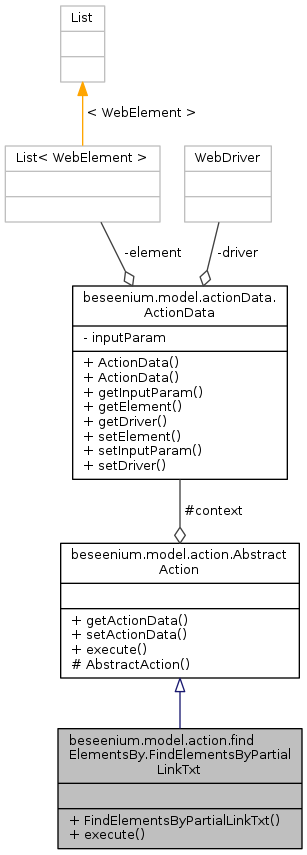 List
< WebElement >
List< WebElement >
WebDriver
-element
-driver
beseenium.model.actionData.
ActionData
- inputParam
+ ActionData()
+ ActionData()
+ getInputParam()
+ getElement()
+ getDriver()
+ setElement()
+ setInputParam()
+ setDriver()
#context
beseenium.model.action.Abstract
Action
+ getActionData()
+ setActionData()
+ execute()
# AbstractAction()
beseenium.model.action.find
ElementsBy.FindElementsByPartial
LinkTxt
+ FindElementsByPartialLinkTxt()
+ execute()